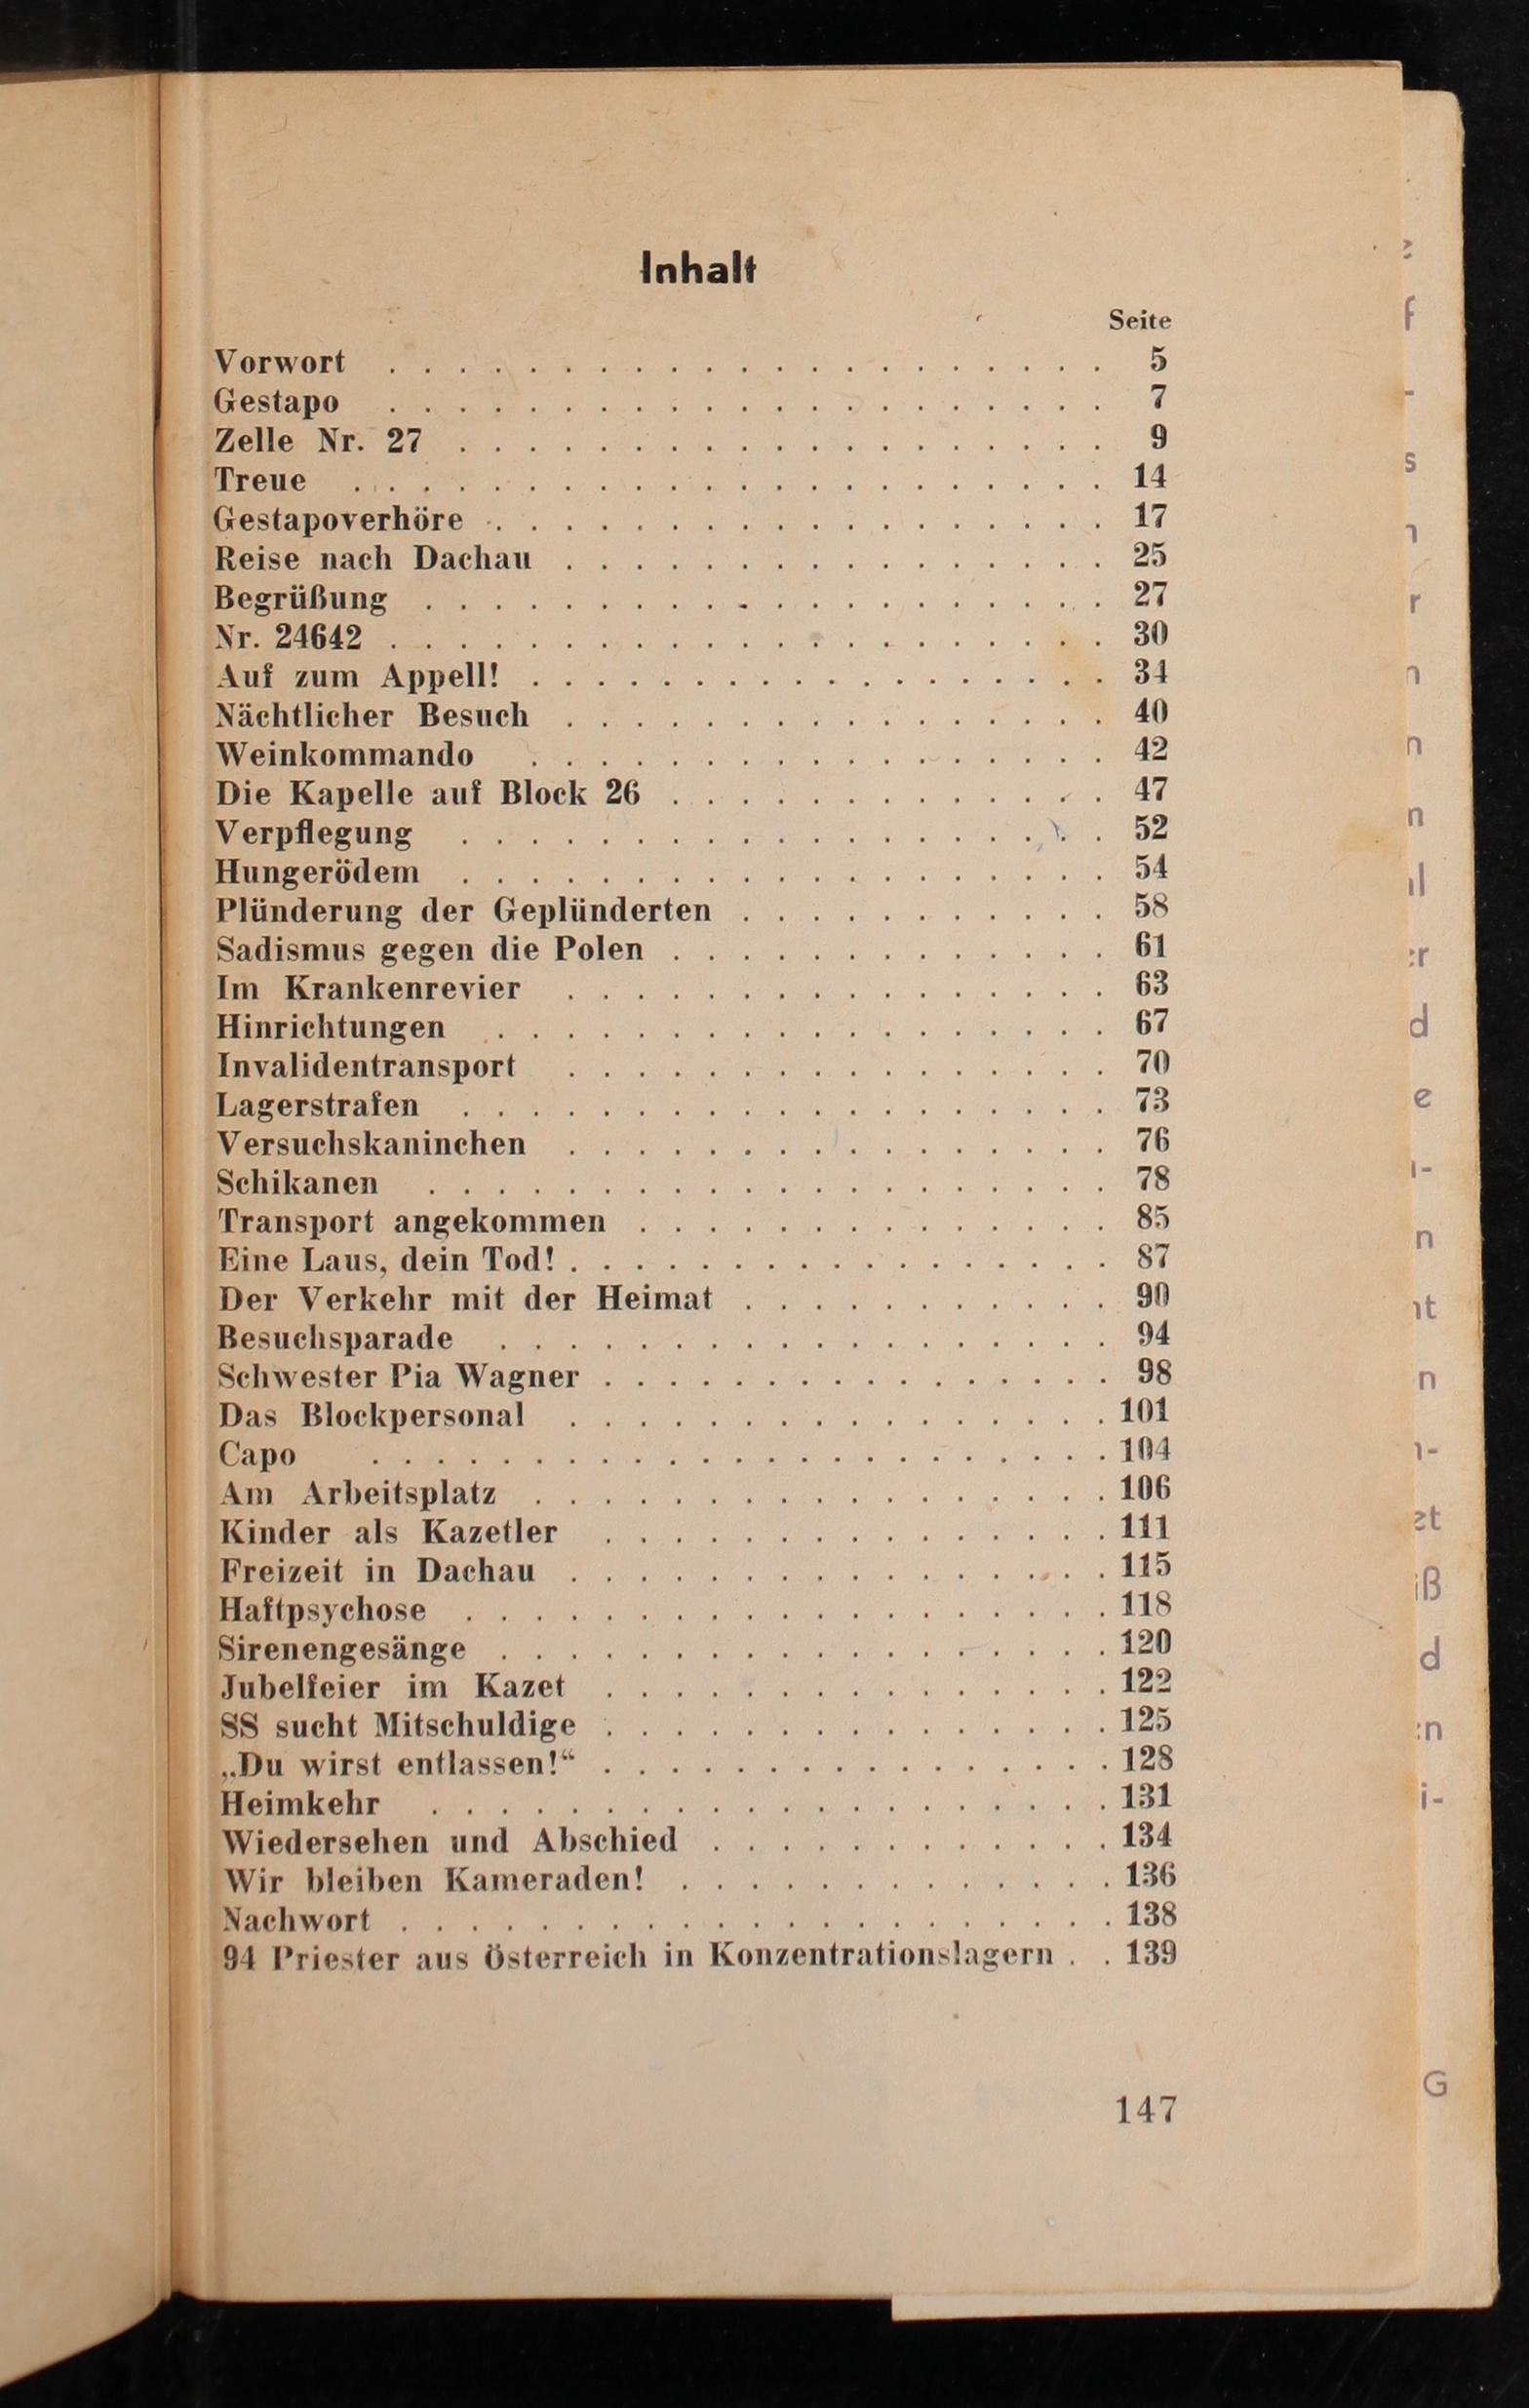 Inhalt
Seite
Vorwort . . . . . . . . . . . . . . . . . . . . . 5
Gestapo . . . . . . . . . . . . . . . . . . . . . 7
Zelle Nr. 27 . . . . . . . . . . . . . . . . . . . 9
Treue . . . . . . . . . . . . . . . . . . . . . . 14
Gestapoverhöre . . . . . . . . . . . . . . . . . . 17
Reise nach Dachau . . . . . . . . . . . . . . . . 25
Begrüßung . . . . . . . . . . . . . . . . . . . . 27
Nr. 24642 . . . . . . . . . . . . . . . . . . . . . 30
Auf zum Appell! . . . . . . . . . . . . . . . . . 34
Nächtlicher Besuch . . . . . . . . . . . . . . . . 40
Weinkommando . . . . . . . . . . . . . . . . . 42
Die Kapelle auf Block 26 . . . . . . . . . . . . . 47
Verpflegung . . . . . . . . . . . . . . . . . . . 52
Hungerödem . . . . . . . . . . . . . . . . . . . 54
Plünderung der Geplünderten . . . . . . . . . . . 58
Sadismus gegen die Polen . . . . . . . . . . . . . 61
Im Krankenrevier . . . . . . . . . . . . . . . . 63
Hinrichtungen . . . . . . . . . . . . . . . . . . 67
Invalidentransport . . . . . . . . . . . . . . . . 70
Lagerstrafen . . . . . . . . . . . . . . . . . . . 73
Versuchskaninchen . . . . . . . . . . . . . . . . 76
Schikanen . . . . . . . . . . . . . . . . . . . . 78
Transport angekommen . . . . . . . . . . . . . . 85
Eine Laus, dein Tod! . . . . . . . . . . . . . . . . 87
Der Verkehr mit der Heimat . . . . . . . . . . . 90
Besuchsparade . . . . . . . . . . . . . . . . . . 94
Schwester Pia Wagner . . . . . . . . . . . . . . . 98
Das Blockpersonal . . . . . . . . . . . . . . . . 101
Capo . . . . . . . . . . . . . . . . . . . . . . 104
Am Arbeitsplatz . . . . . . . . . . . . . . . . . 106
Kinder als Kazetler . . . . . . . . . . . . . . . 111
Freizeit in Dachau . . . . . . . . . . . . . . . . 115
Haftpsychose . . . . . . . . . . . . . . . . . . . 118
Sirenengesänge . . . . . . . . . . . . . . . . . . 120
Jubelfeier im Kazet . . . . . . . . . . . . . . . 122
SS sucht Mitschuldige . . . . . . . . . . . . . . . 125
„Du wirst entlassen!“ . . . . . . . . . . . . . . . 128
Heimkehr . . . . . . . . . . . . . . . . . . . . 131
Wiedersehen und Abschied . . . . . . . . . . . . 134
Wir bleiben Kameraden! . . . . . . . . . . . . . 136
Nachwort . . . . . . . . . . . . . . . . . . . . . 138
94 Priester aus Österreich in Konzentrationslagern . . 139
147